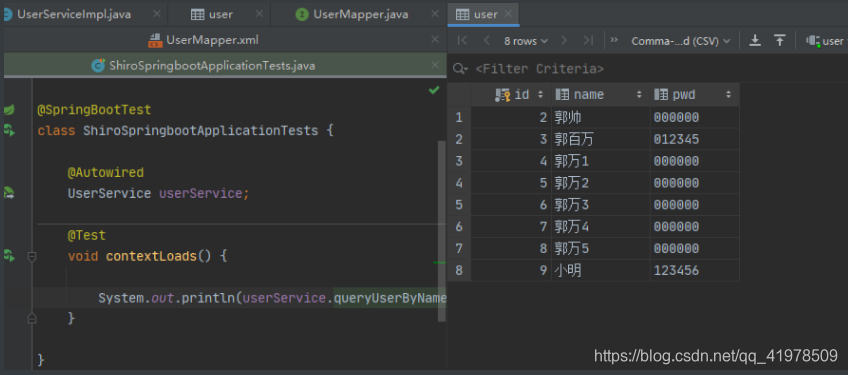 UserServiceImpl.java
user
UserMapper.java
UserMapper.xml
ShiroSpringbootApplicationTests.java
@SpringBootTest
class ShiroSpringbootApplicationTests {
@Autowired
UserService userService;
@Test
void contextLoads() {
System.out.println(userService.queryUserByName
}
}
user
8 rows
Comma-...d (CSV)
user
<Filter Criteria>
id name pwd
1 2 郭帅 000000
2 3 郭百万 012345
3 4 郭万1 000000
4 5 郭万2 000000
5 6 郭万3 000000
6 7 郭万4 000000
7 8 郭万5 000000
8 9 小明 123456
https://blog.csdn.net/qq_41978509